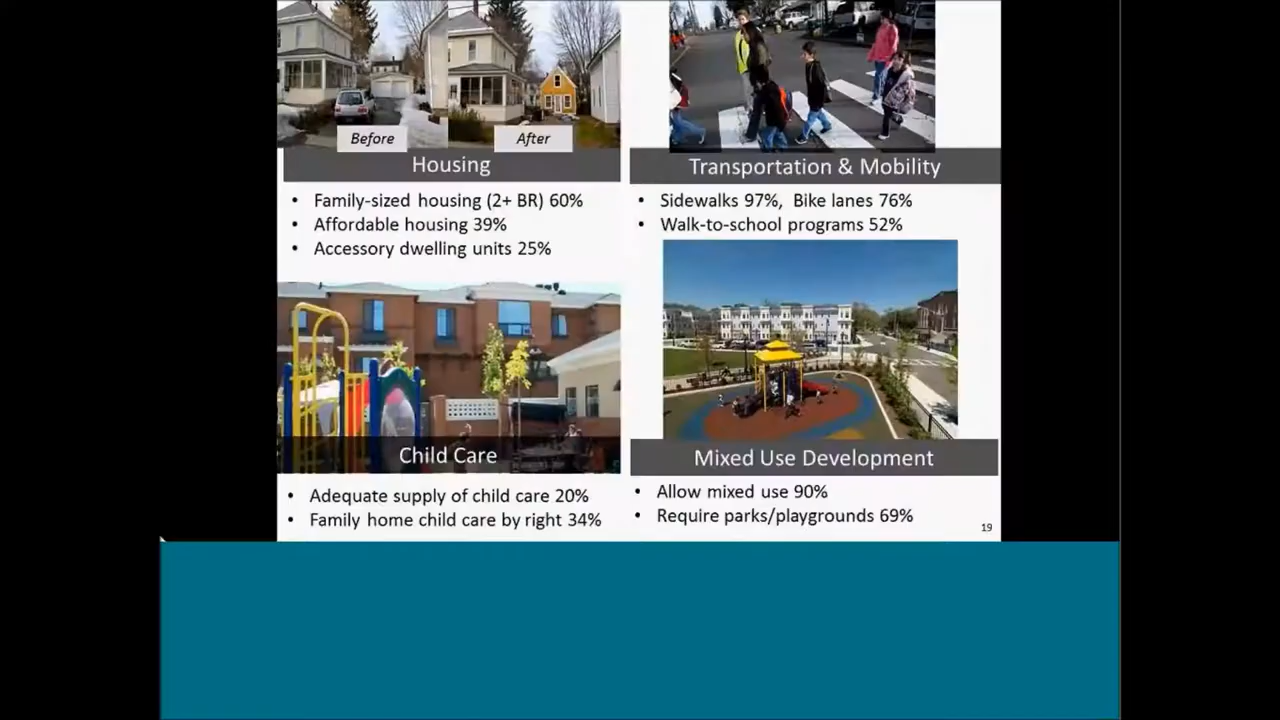 Before
After
Housing
• Family-sized housing (2+ BR) 60%
• Affordable housing 39%
• Accessory dwelling units 25%
Transportation & Mobility
• Sidewalks 97%, Bike lanes 76%
• Walk-to-school programs 52%
Child Care
• Adequate supply of child care 20%
• Family home child care by right 34%
Mixed Use Development
• Allow mixed use 90%
• Require parks/playgrounds 69%
19